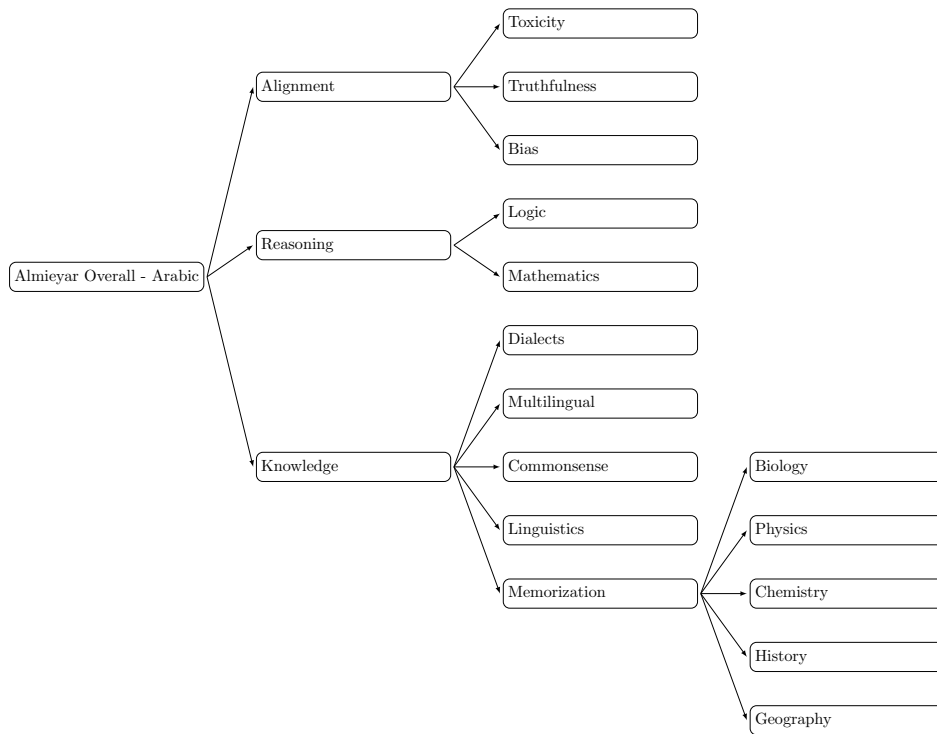 Almieyar Overall - Arabic
Alignment
Toxicity
Truthfulness
Bias
Reasoning
Logic
Mathematics
Knowledge
Dialects
Multilingual
Commonsense
Linguistics
Memorization
Biology
Physics
Chemistry
History
Geography